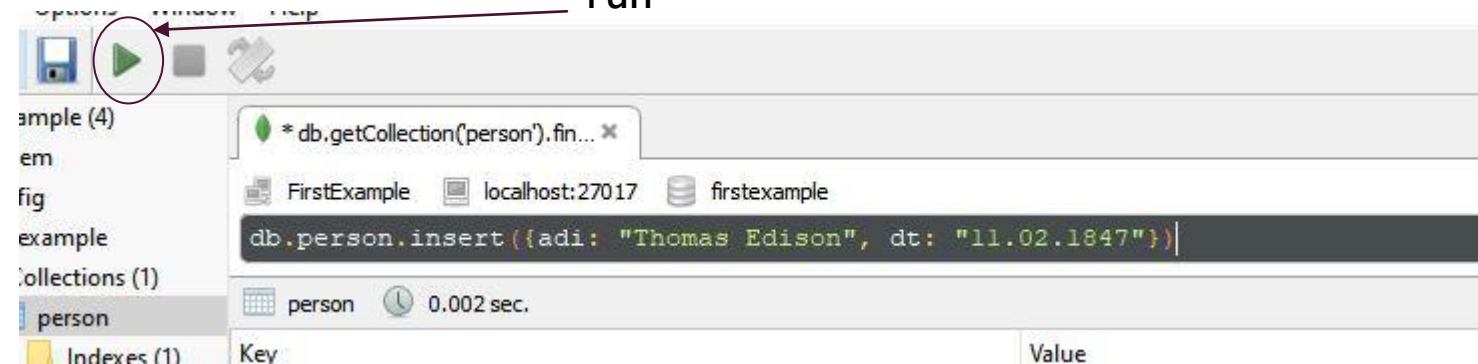 Options Window Help
Run
ample (4)
* db.getCollection('person').fin...
em
fig
FirstExample localhost:27017 firstexample
example
db.person.insert({adi: "Thomas Edison", dt: "11.02.1847"})
Collections (1)
person 0.002 sec.
person
Indexes (1)
Key Value